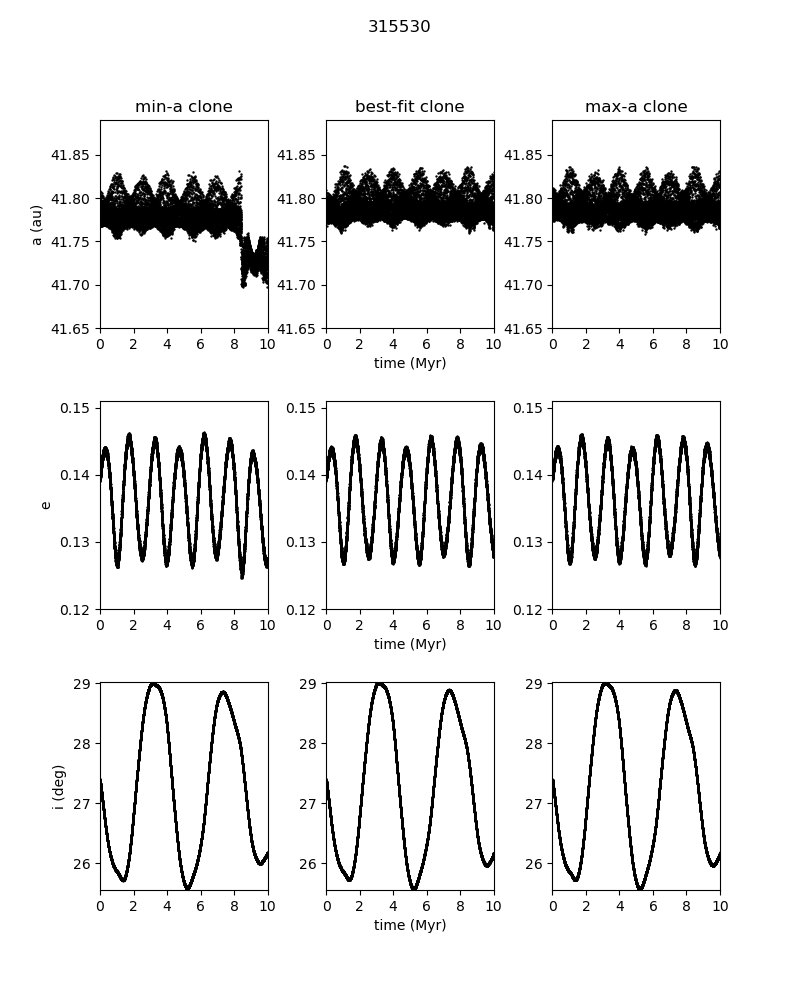 315530
min-a clone best-fit clone max-a clone
41.85 41.85 41.85
41.80 41.80 41.80
41.75 41.75 41.75
41.70 41.70 41.70
41.65 41.65 41.65
a (au)
0 2 4 6 8 10 0 2 4 6 8 10 0 2 4 6 8 10
time (Myr)
0.15 0.15 0.15
0.14 0.14 0.14
0.13 0.13 0.13
0.12 0.12 0.12
e
0 2 4 6 8 10 0 2 4 6 8 10 0 2 4 6 8 10
time (Myr)
29 29 29
28 28 28
27 27 27
26 26 26
i (deg)
0 2 4 6 8 10 0 2 4 6 8 10 0 2 4 6 8 10
time (Myr)